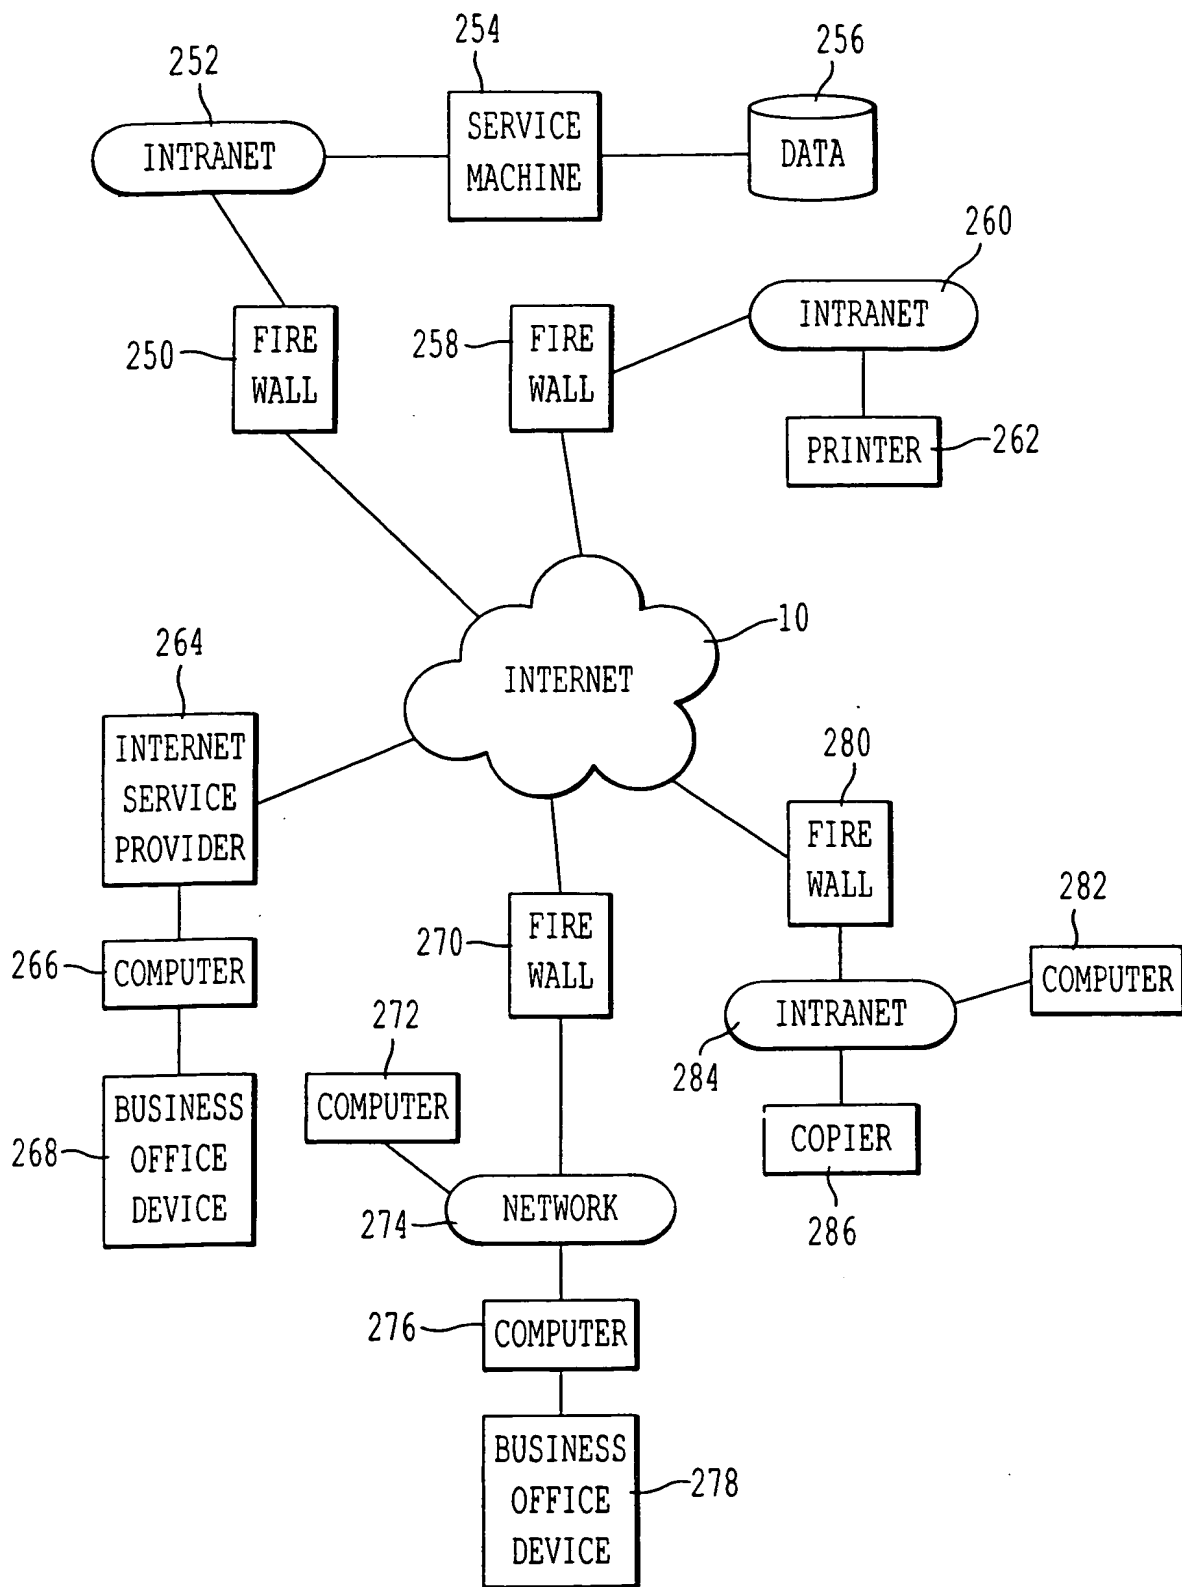 254
256
252
SERVICE
MACHINE
DATA
INTRANET
260
INTRANET
FIRE
WALL
250
258
FIRE
WALL
PRINTER
262
10
INTERNET
264
INTERNET
SERVICE
PROVIDER
280
FIRE
WALL
282
270
FIRE
WALL
266
COMPUTER
COMPUTER
272
INTRANET
284
COMPUTER
BUSINESS
OFFICE
DEVICE
268
COPIER
286
NETWORK
274
276
COMPUTER
BUSINESS
OFFICE
DEVICE
278